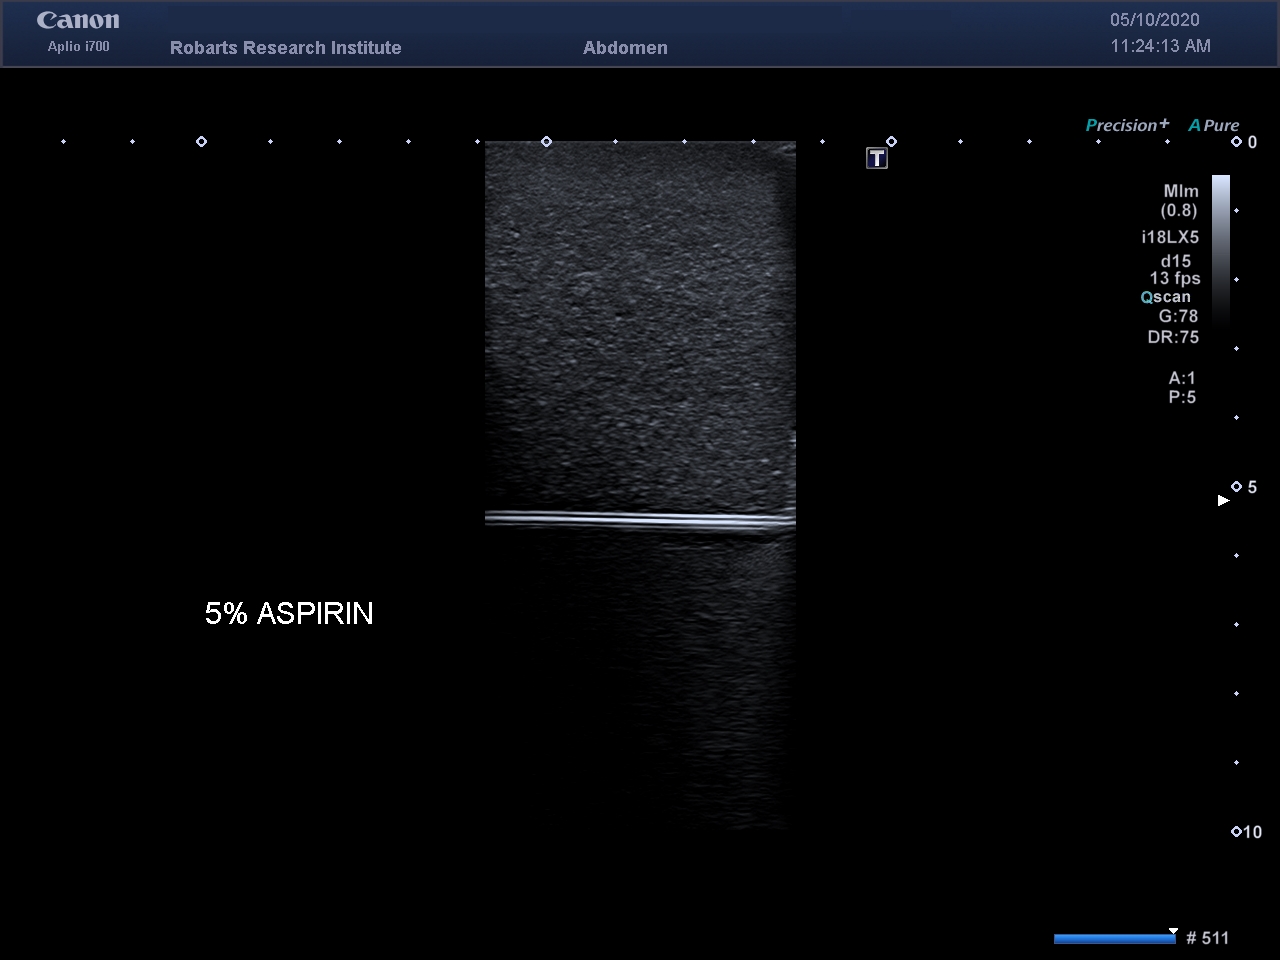 Canon
Aplio i700
Robarts Research Institute
Abdomen
05/10/2020
11:24:13 AM
Precision+ A Pure
T
0
MIm
(0.8)
i18LX5
d15
13 fps
Qscan
G:78
DR:75
A:1
P:5
5
5% ASPIRIN
10
# 511